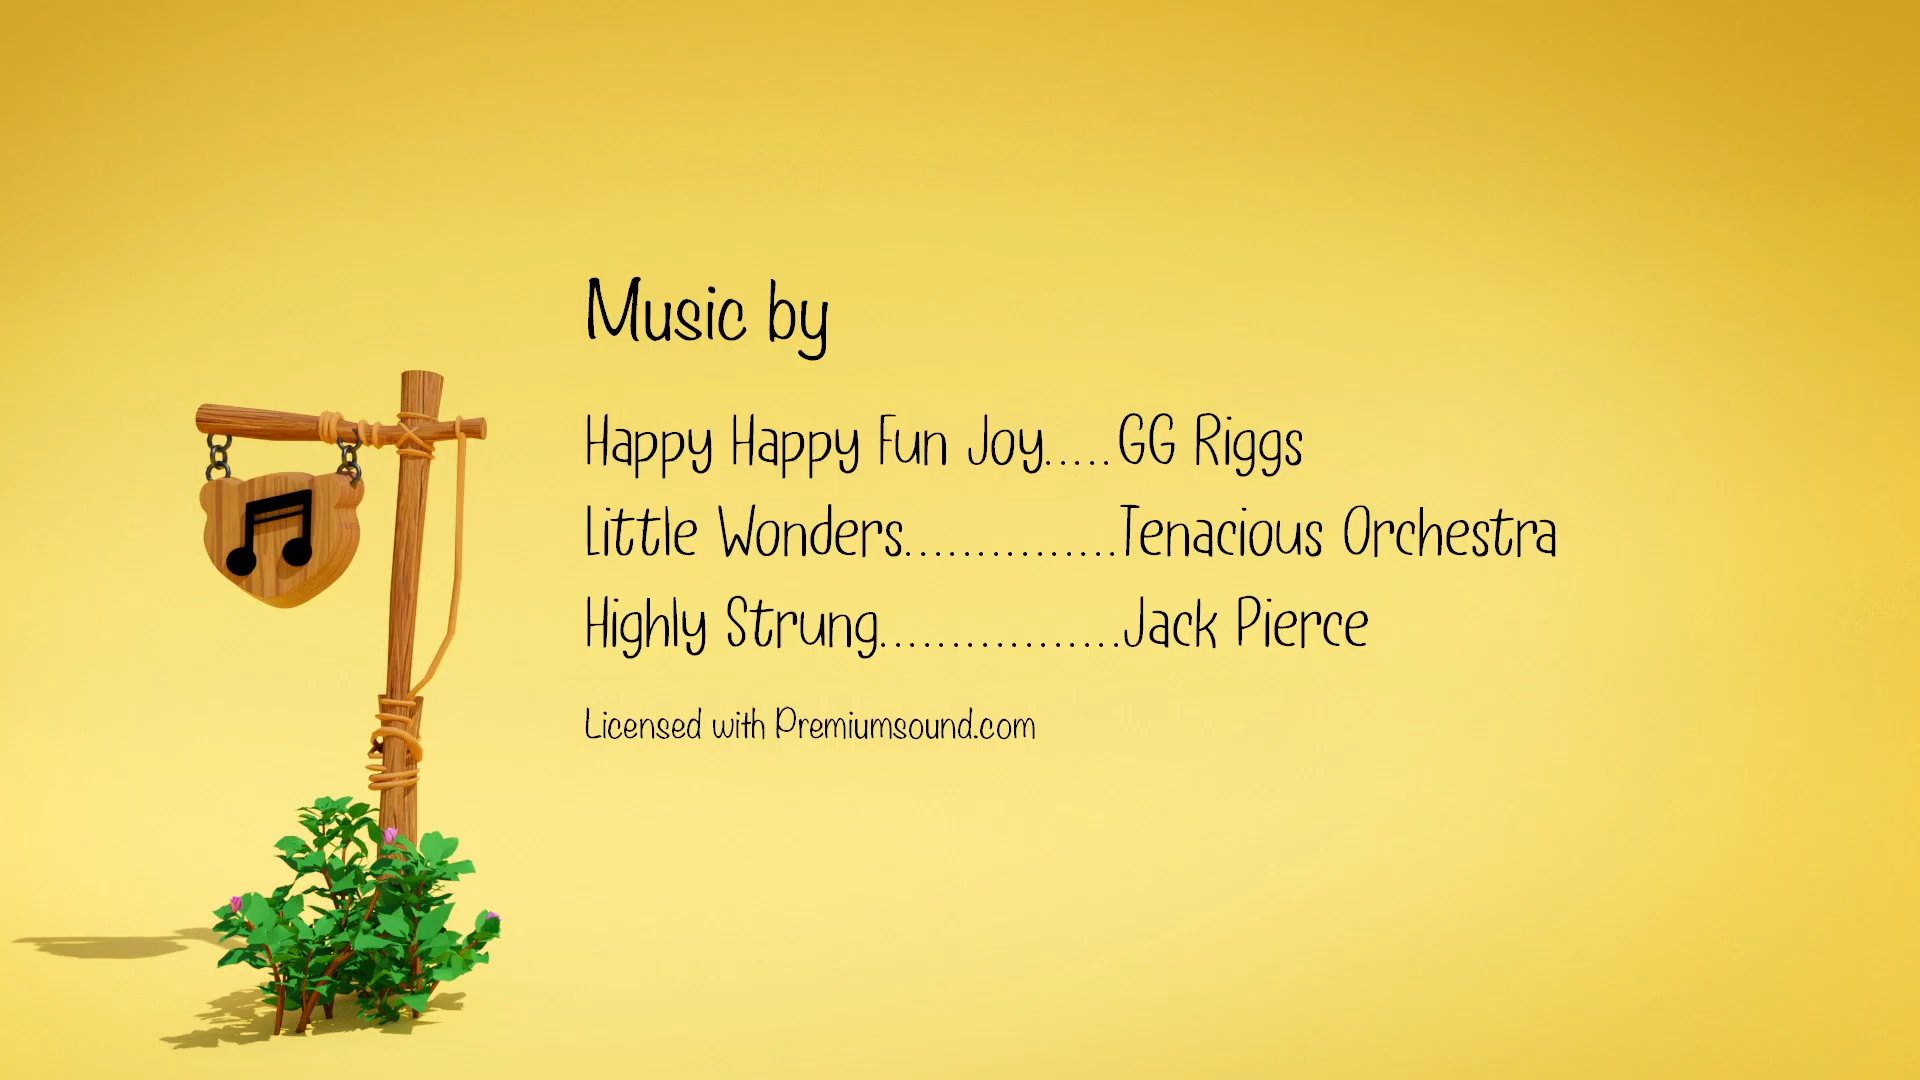 Music by
Happy Happy Fun Joy.....GG Riggs
Little Wonders...............Tenacious Orchestra
Highly Strung.................Jack Pierce
Licensed with Premiumsound.com